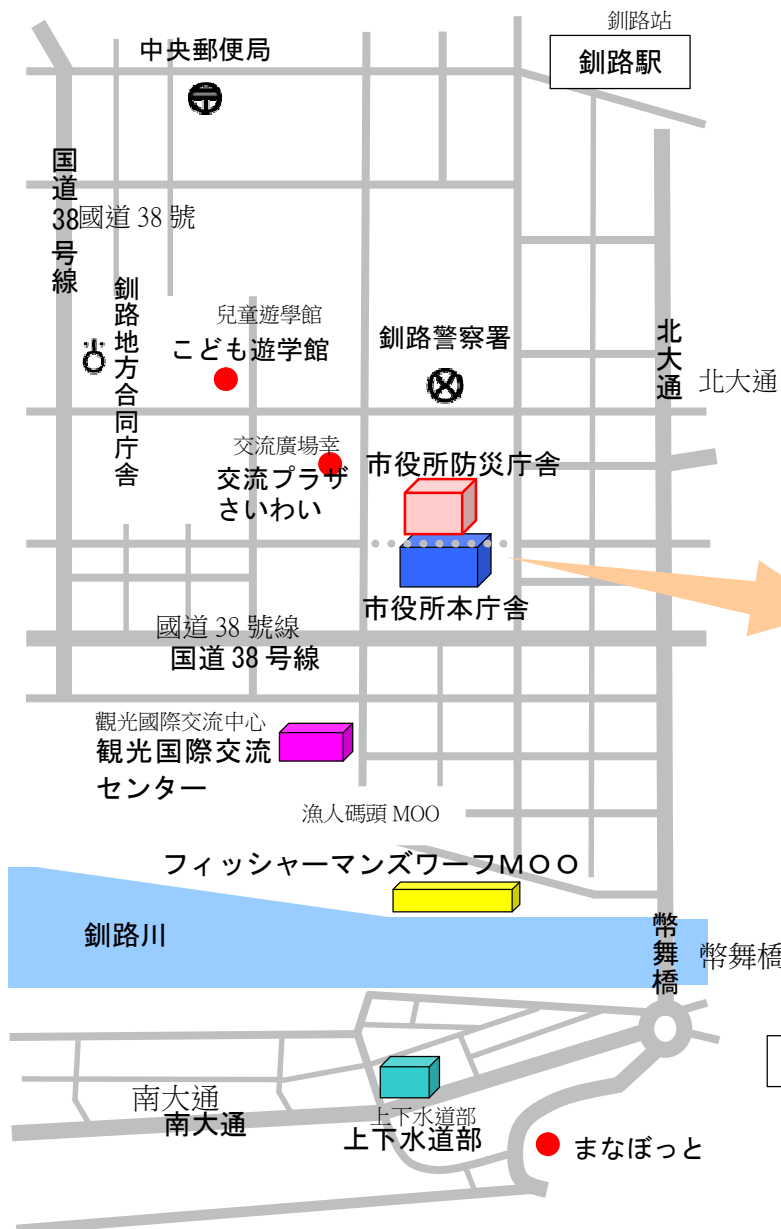 釧路站
釧路駅
中央郵便局
国道38号線
國道 38 號
釧路地方合同庁舎
兒童遊學館
こども遊学館
釧路警察署
北大通
北大通
交流廣場幸
交流プラザ
さいわい
市役所防災庁舎
市役所本庁舎
國道 38 號線
国道 38 号線
觀光國際交流中心
観光国際交流
センター
漁人碼頭 MOO
フィッシャーマンズワーフMOO
釧路川
幣舞橋
幣舞橋
南大通
南大通
上下水道部
上下水道部
まなぼっと